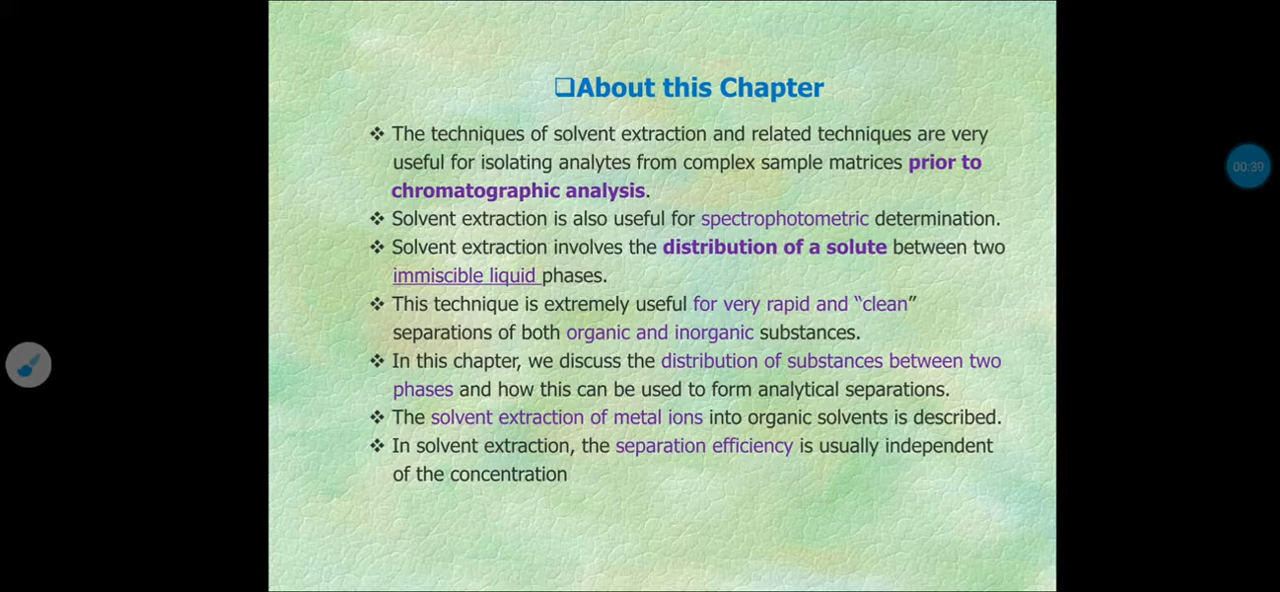 ❑About this Chapter
❖ The techniques of solvent extraction and related techniques are very
useful for isolating analytes from complex sample matrices prior to
chromatographic analysis.
❖ Solvent extraction is also useful for spectrophotometric determination.
❖ Solvent extraction involves the distribution of a solute between two
immiscible liquid phases.
❖ This technique is extremely useful for very rapid and “clean”
separations of both organic and inorganic substances.
❖ In this chapter, we discuss the distribution of substances between two
phases and how this can be used to form analytical separations.
❖ The solvent extraction of metal ions into organic solvents is described.
❖ In solvent extraction, the separation efficiency is usually independent
of the concentration
00:39